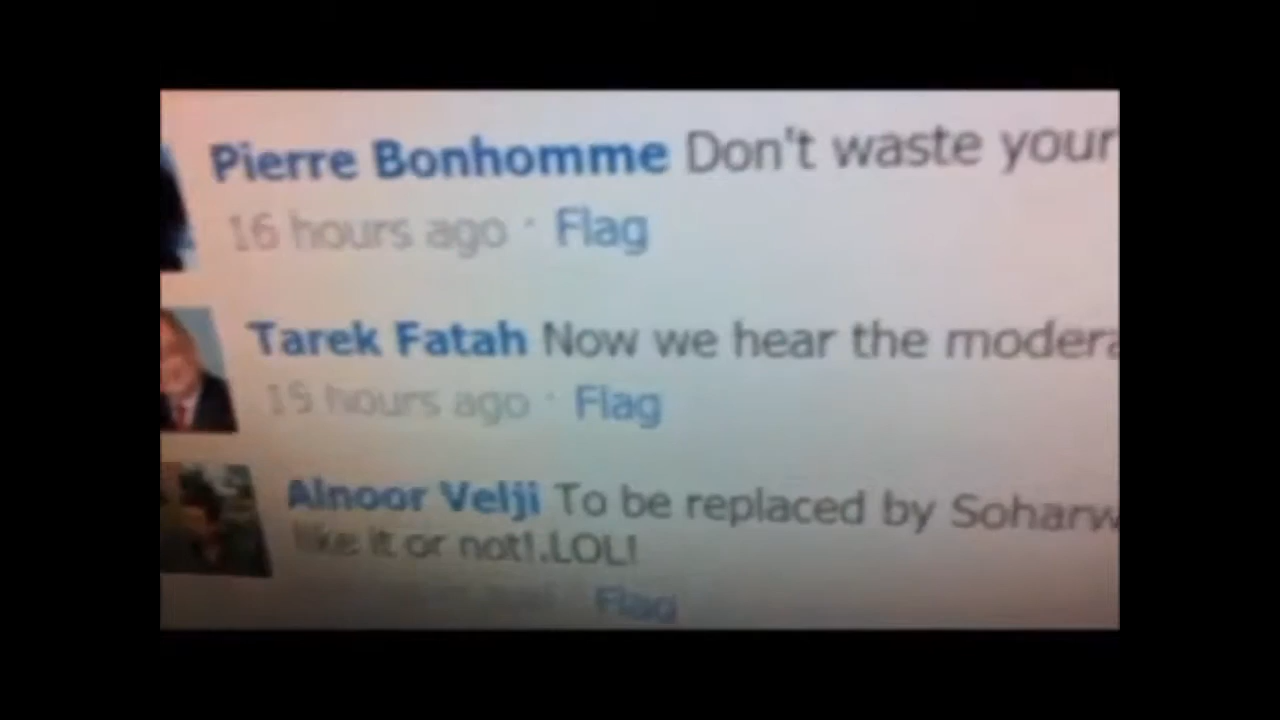 Pierre Bonhomme Don't waste your
16 hours ago · Flag
Tarek Fatah Now we hear the modera
15 hours ago · Flag
Alnoor Velji To be replaced by Soharw
like it or not!.LOL!
Flag